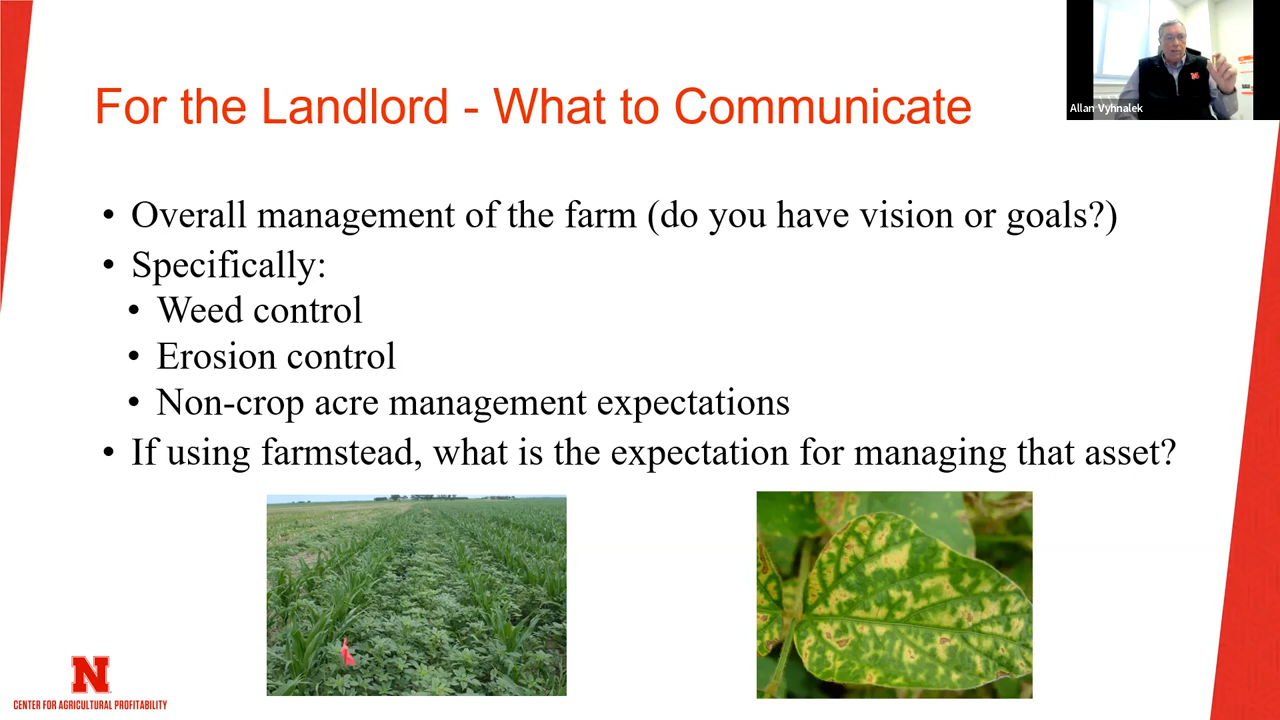 For the Landlord - What to Communicate
Allan Vyhnalek
• Overall management of the farm (do you have vision or goals?)
• Specifically:
• Weed control
• Erosion control
• Non-crop acre management expectations
• If using farmstead, what is the expectation for managing that asset?
N
CENTER FOR AGRICULTURAL PROFITABILITY